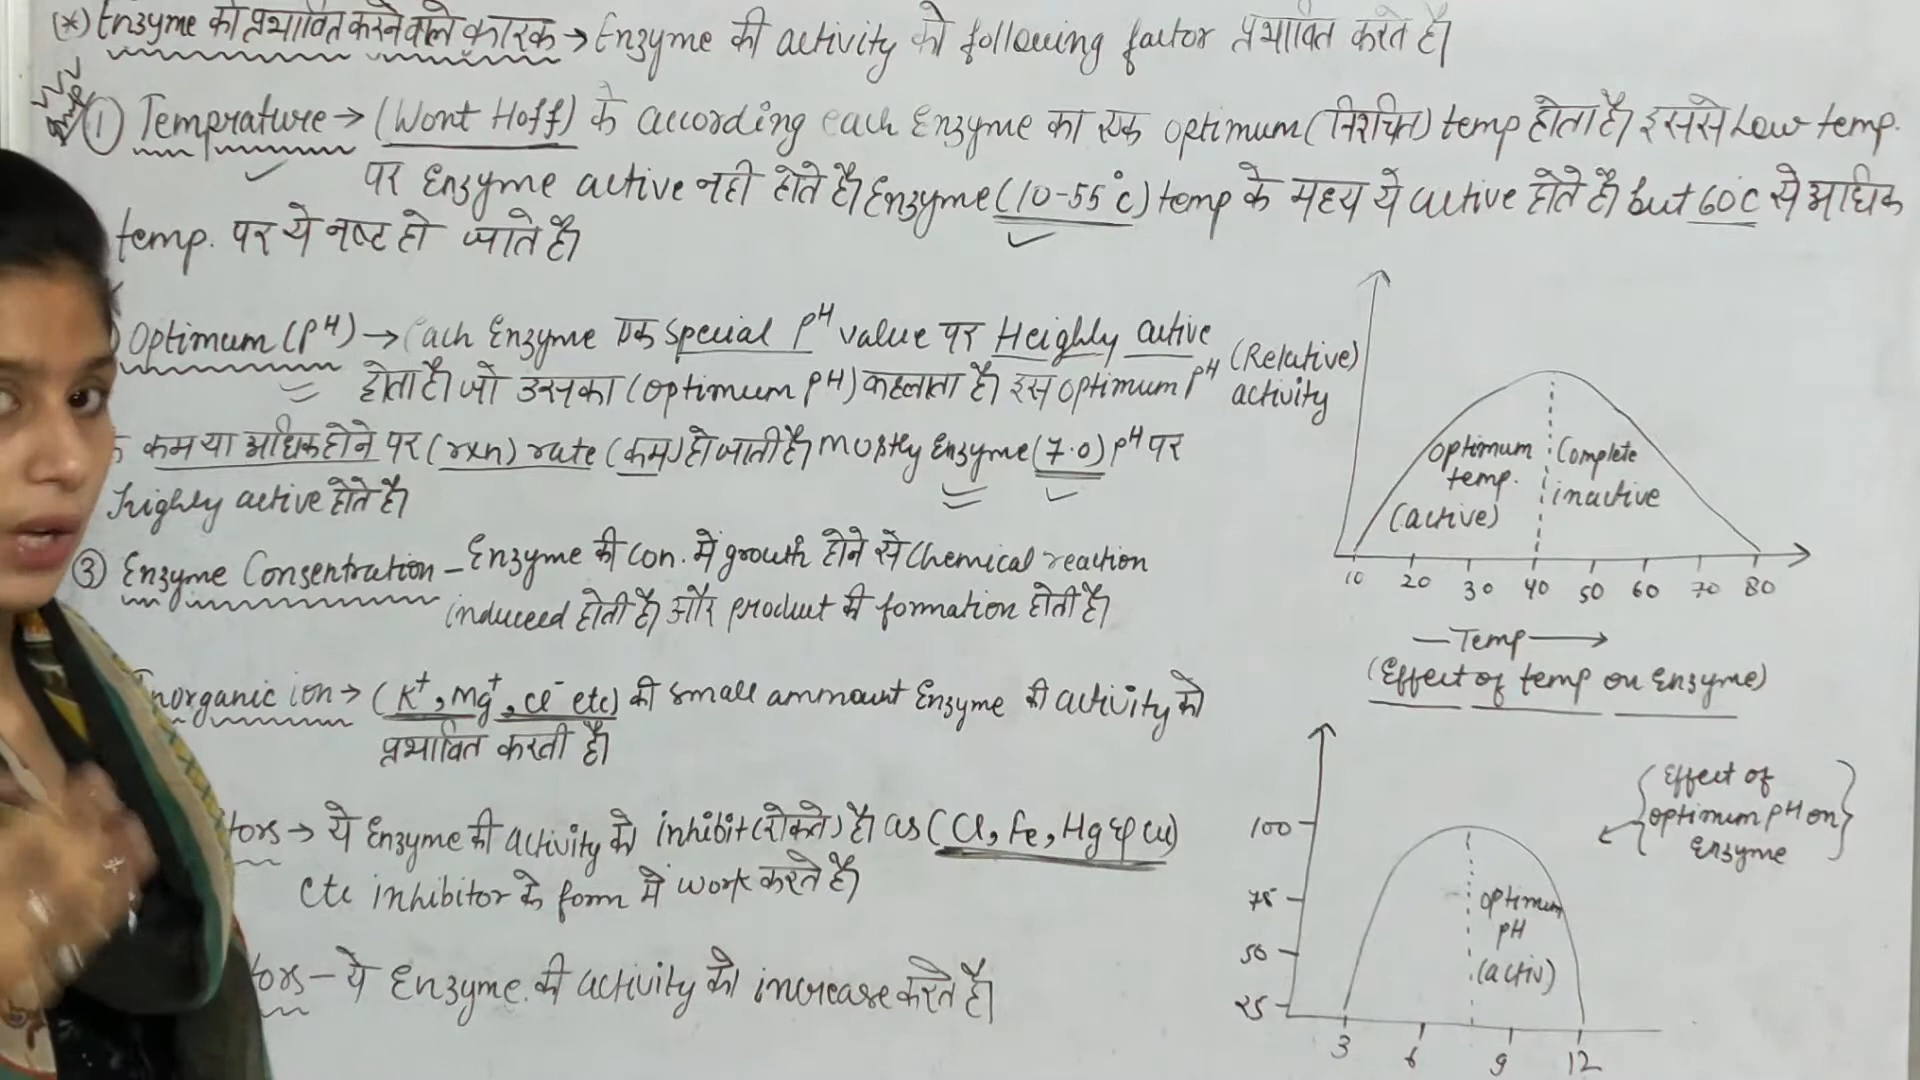 (*) Enzyme को प्रभावित करने वाले कारक → Enzyme की activity को following factor प्रभावित करते है।
① Temprature → (Wont Hoff) के according each Enzyme का एक optimum (निश्चित) temp होता है। इससे Low temp.
पर Enzyme active नही होते है। Enzyme (10-55°c) temp के मध्य ये active होते है। but 60°C से अधिक
temp. पर ये नष्ट हो जाते है।
Optimum (PH) → Each Enzyme एक special PH value पर Heighly active
होता है। जो उसका (optimum PH) कहलाता है। इस optimum PH
कम या अधिक होने पर (rxn) rate (कम) हो जाती है। mostly Enzyme (7.0) PH पर
highly active होते है।
③ Enzyme Consentration - Enzyme की con. मे growth होने से Chemical reaction
induceed होती है। और product की formation होती है।
Inorganic ion → (K⁺, Mg⁺, Cl⁻ etc) की small ammount Enzyme की activity को
प्रभावित करती है।
tors → ये Enzyme की activity को inhibit (रोकते) है। as (Cl, Fe, Hg & Cu)
etc inhibitor के form मे work करते है।
tors - ये Enzyme की activity को increase करते है।
(Relative)
activity
optimum
temp.
(active)
Complete
inactive
10 20 30 40 50 60 70 80
— Temp →
(Effect of temp on Enzyme)
Effect of
optimum PH on
Enzyme
100
75
50
25
optimum
PH
(activ)
3 6 9 12